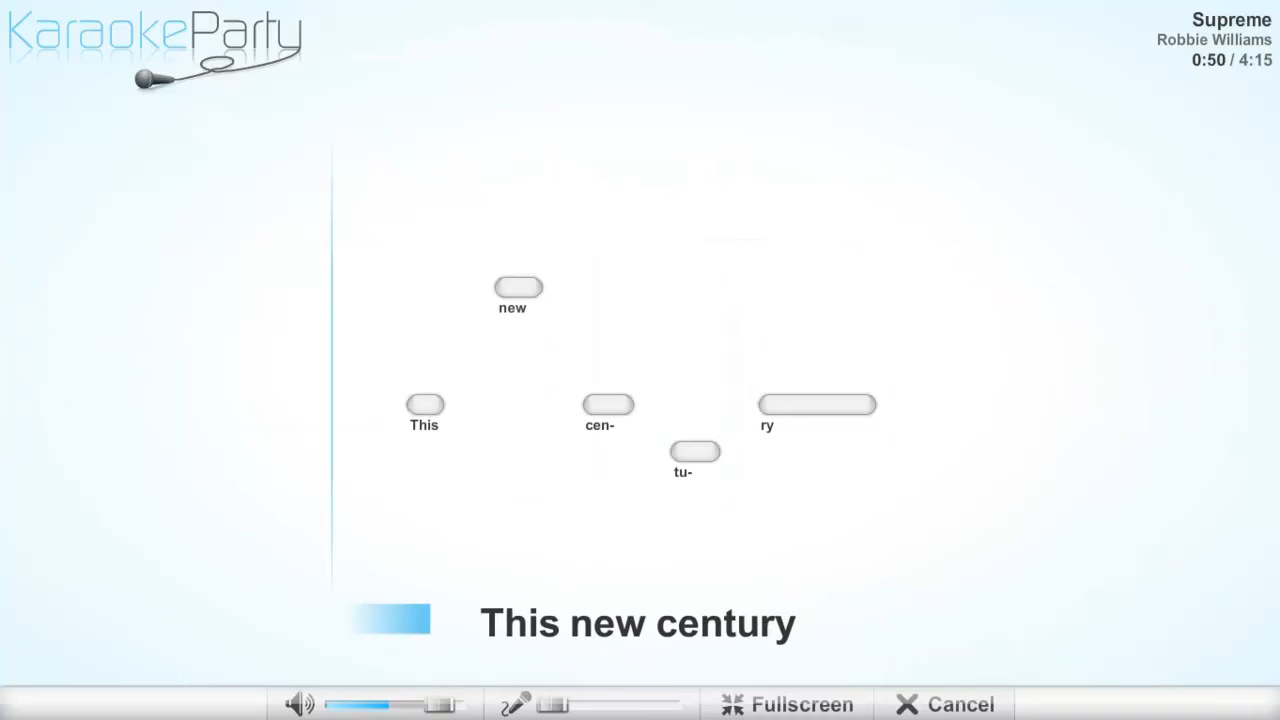 KaraokeParty
Supreme
Robbie Williams
0:50 / 4:15
new
This
cen-
ry
tu-
This new century
Fullscreen
Cancel